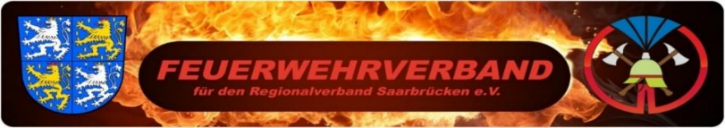 FEUERWEHRVERBAND
für den Regionalverband Saarbrücken e.V.